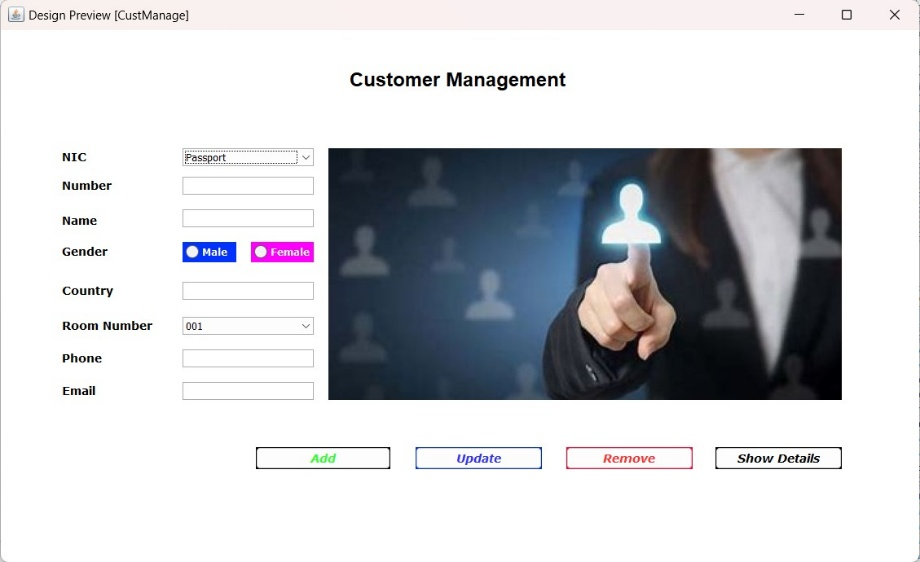 Design Preview [CustManage]
Customer Management
NIC Passport
Number
Name
Gender Male Female
Country
Room Number 001
Phone
Email
Add Update Remove Show Details